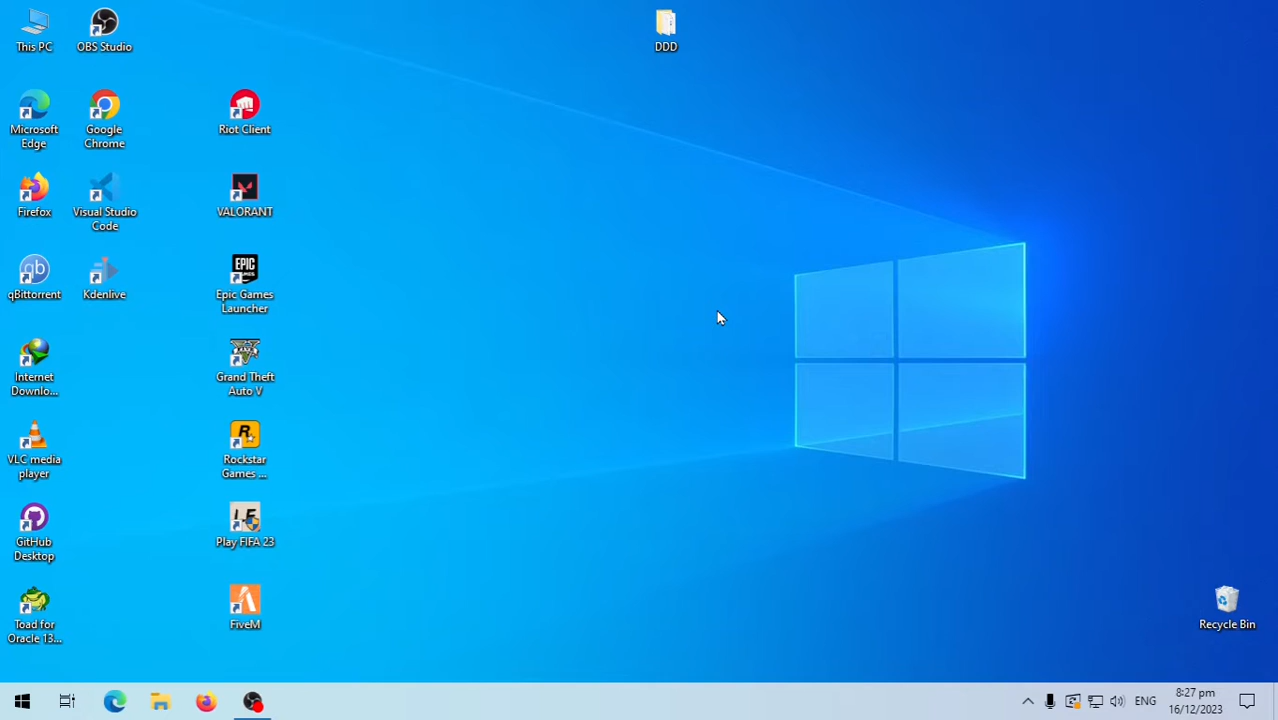 This PC
OBS Studio
DDD
Microsoft
Edge
Google
Chrome
Riot Client
Firefox
Visual Studio
Code
VALORANT
qBittorrent
Kdenlive
EPIC
GAMES
Epic Games
Launcher
Internet
Downlo...
Grand Theft
Auto V
VLC media
player
Rockstar
Games ...
GitHub
Desktop
Play FIFA 23
Toad for
Oracle 13...
FiveM
Recycle Bin
ENG
8:27 pm
16/12/2023